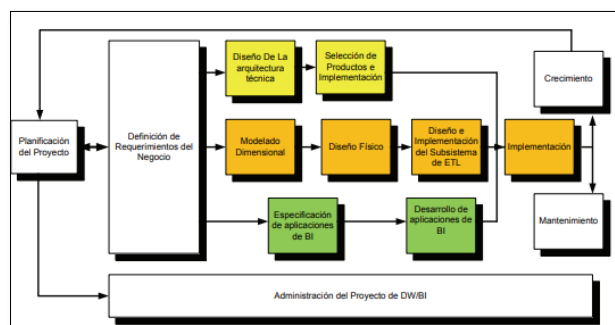 Planificación
del Proyecto
Definición de
Requerimientos del
Negocio
Diseño De La
arquitectura
técnica
Selección de
Productos e
Implementación
Modelado
Dimensional
Diseño Físico
Diseño e
Implementación
del Subsistema
de ETL
Implementación
Especificación
de aplicaciones
de BI
Desarrollo de
aplicaciones de
BI
Crecimiento
Mantenimiento
Administración del Proyecto de DW/BI